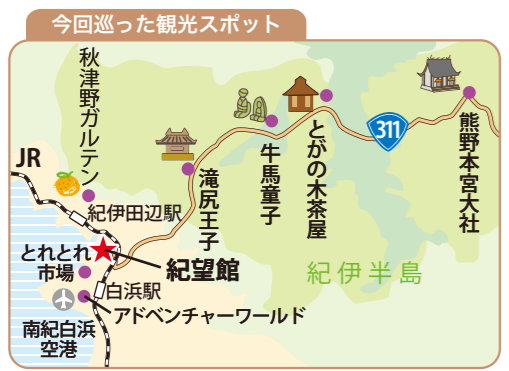 今回巡った観光スポット
秋津野ガルテン
JR
紀伊田辺駅
滝尻王子
牛馬童子
とがの木茶屋
311
熊野本宮大社
とれとれ
市場
紀望館
白浜駅
アドベンチャーワールド
南紀白浜
空港
紀伊半島